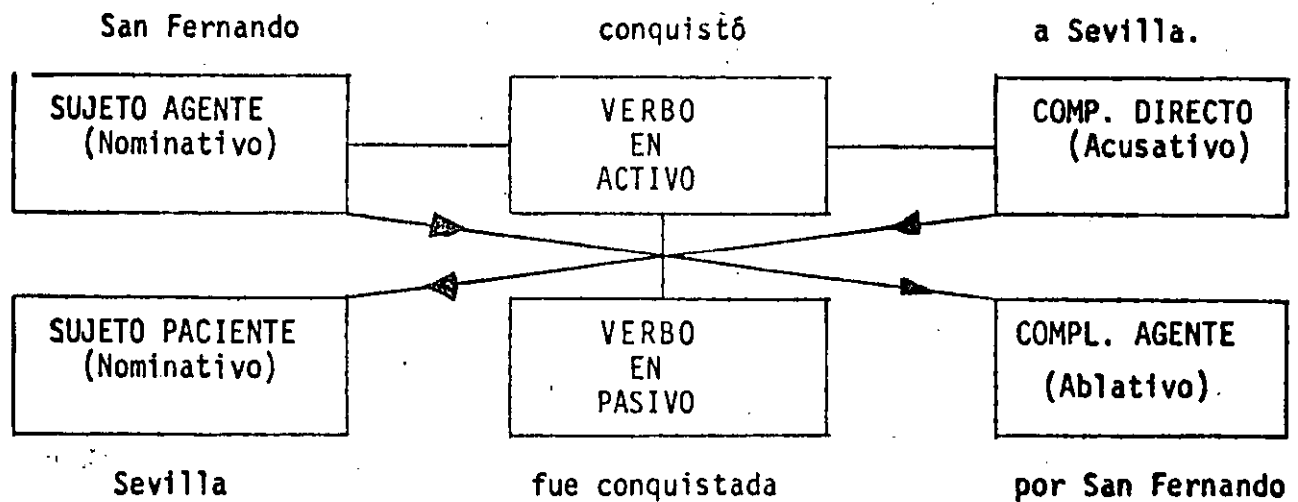 San Fernando conquistó a Sevilla.
SUJETO AGENTE
(Nominativo)
VERBO
EN
ACTIVO
COMP. DIRECTO
(Acusativo)
SUJETO PACIENTE
(Nominativo)
VERBO
EN
PASIVO
COMPL. AGENTE
(Ablativo)
Sevilla fue conquistada por San Fernando